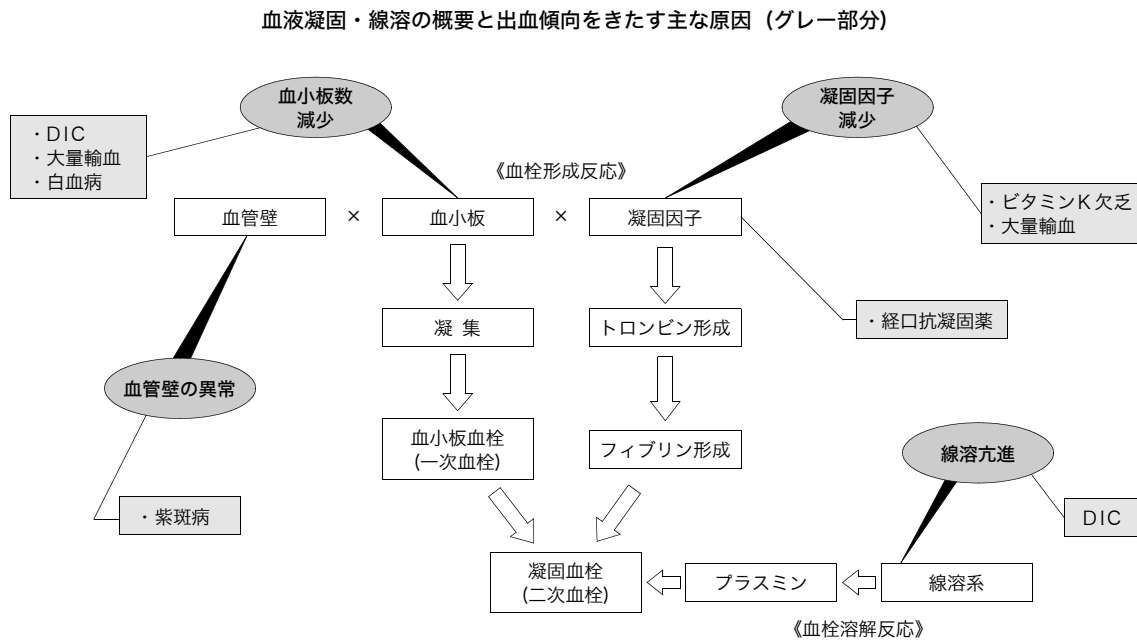 血液凝固・線溶の概要と出血傾向をきたす主な原因（グレー部分）
血小板数
減少
凝固因子
減少
・DIC
・大量輸血
・白血病
《血栓形成反応》
・ビタミンK欠乏
・大量輸血
血管壁 × 血小板 × 凝固因子
凝 集
トロンビン形成
・経口抗凝固薬
血管壁の異常
血小板血栓
(一次血栓)
フィブリン形成
線溶亢進
・紫斑病
DIC
凝固血栓
(二次血栓)
プラスミン
線溶系
《血栓溶解反応》